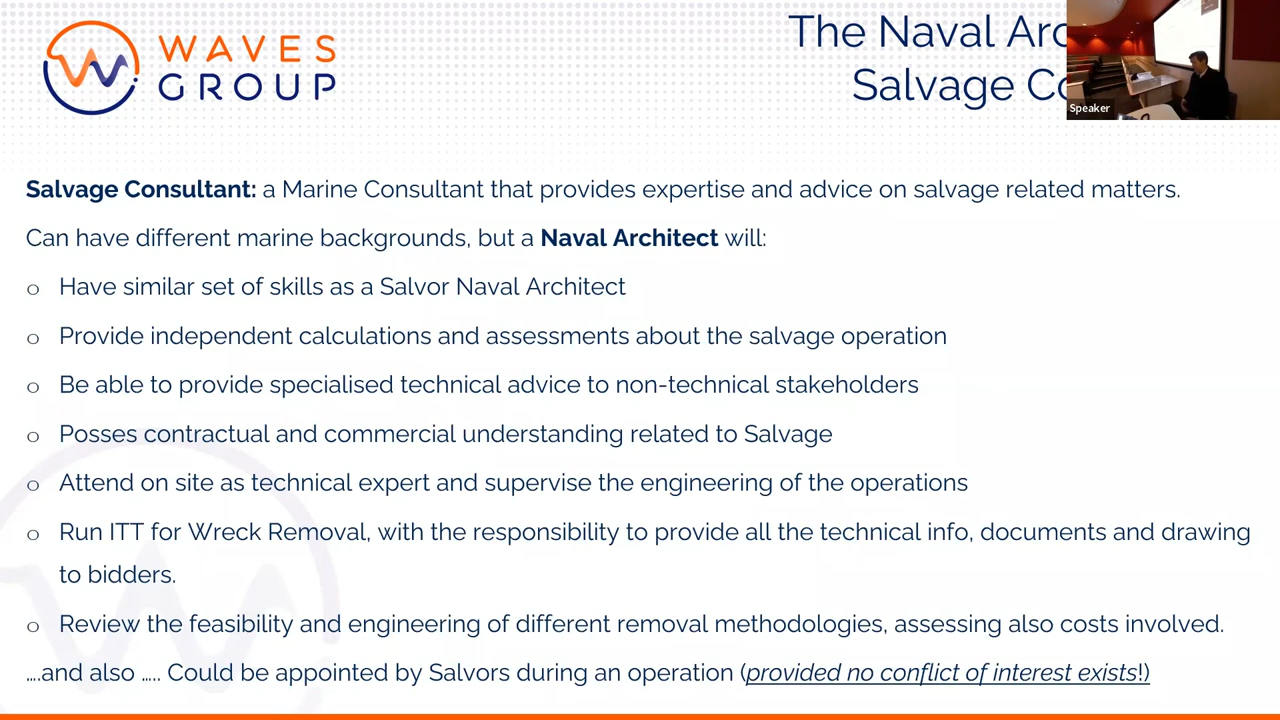 WAVES
GROUP
The Naval
Salvage
Speaker
Salvage Consultant: a Marine Consultant that provides expertise and advice on salvage related matters.
Can have different marine backgrounds, but a Naval Architect will:
o Have similar set of skills as a Salvor Naval Architect
o Provide independent calculations and assessments about the salvage operation
o Be able to provide specialised technical advice to non-technical stakeholders
o Posses contractual and commercial understanding related to Salvage
o Attend on site as technical expert and supervise the engineering of the operations
o Run ITT for Wreck Removal, with the responsibility to provide all the technical info, documents and drawing
to bidders.
o Review the feasibility and engineering of different removal methodologies, assessing also costs involved.
….and also ….. Could be appointed by Salvors during an operation (provided no conflict of interest exists!)